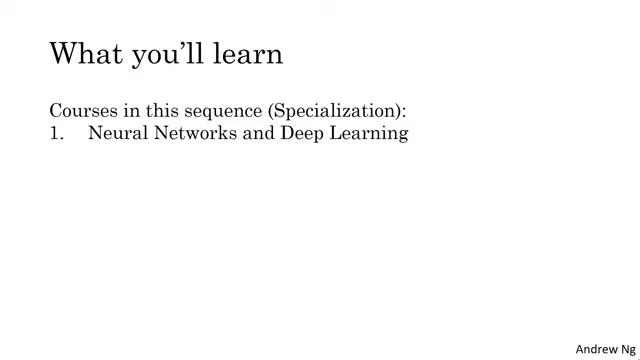 What you’ll learn
Courses in this sequence (Specialization):
1. Neural Networks and Deep Learning
Andrew Ng